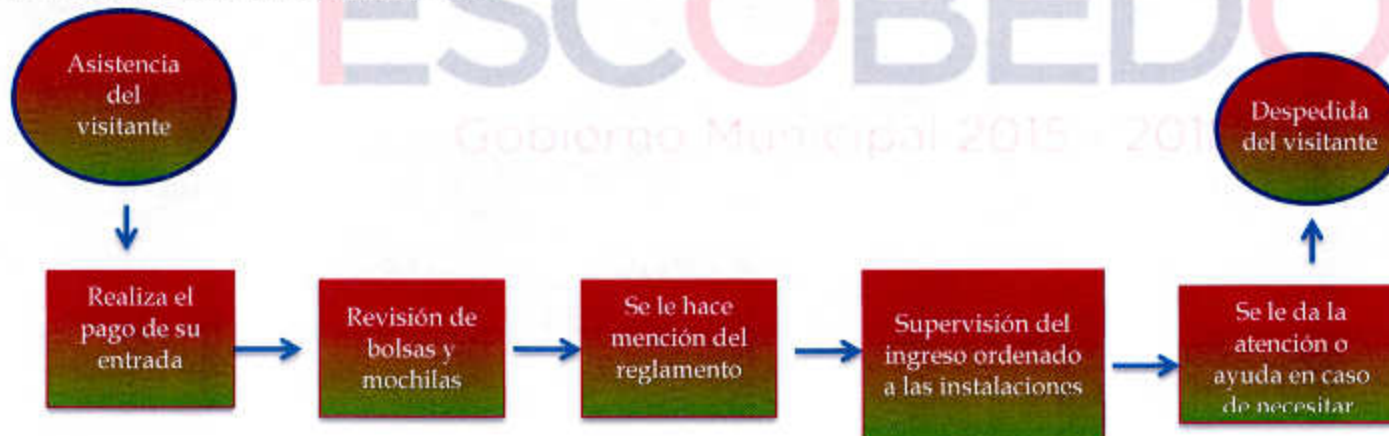 ESCOBEDO
Gobierno Municipal 2015 - 201
Asistencia
del
visitante
Realiza el
pago de su
entrada
Revisión de
bolsas y
mochilas
Se le hace
mención del
reglamento
Supervisión del
ingreso ordenado
a las instalaciones
Se le da la
atención o
ayuda en caso
de necesitar
Despedida
del visitante